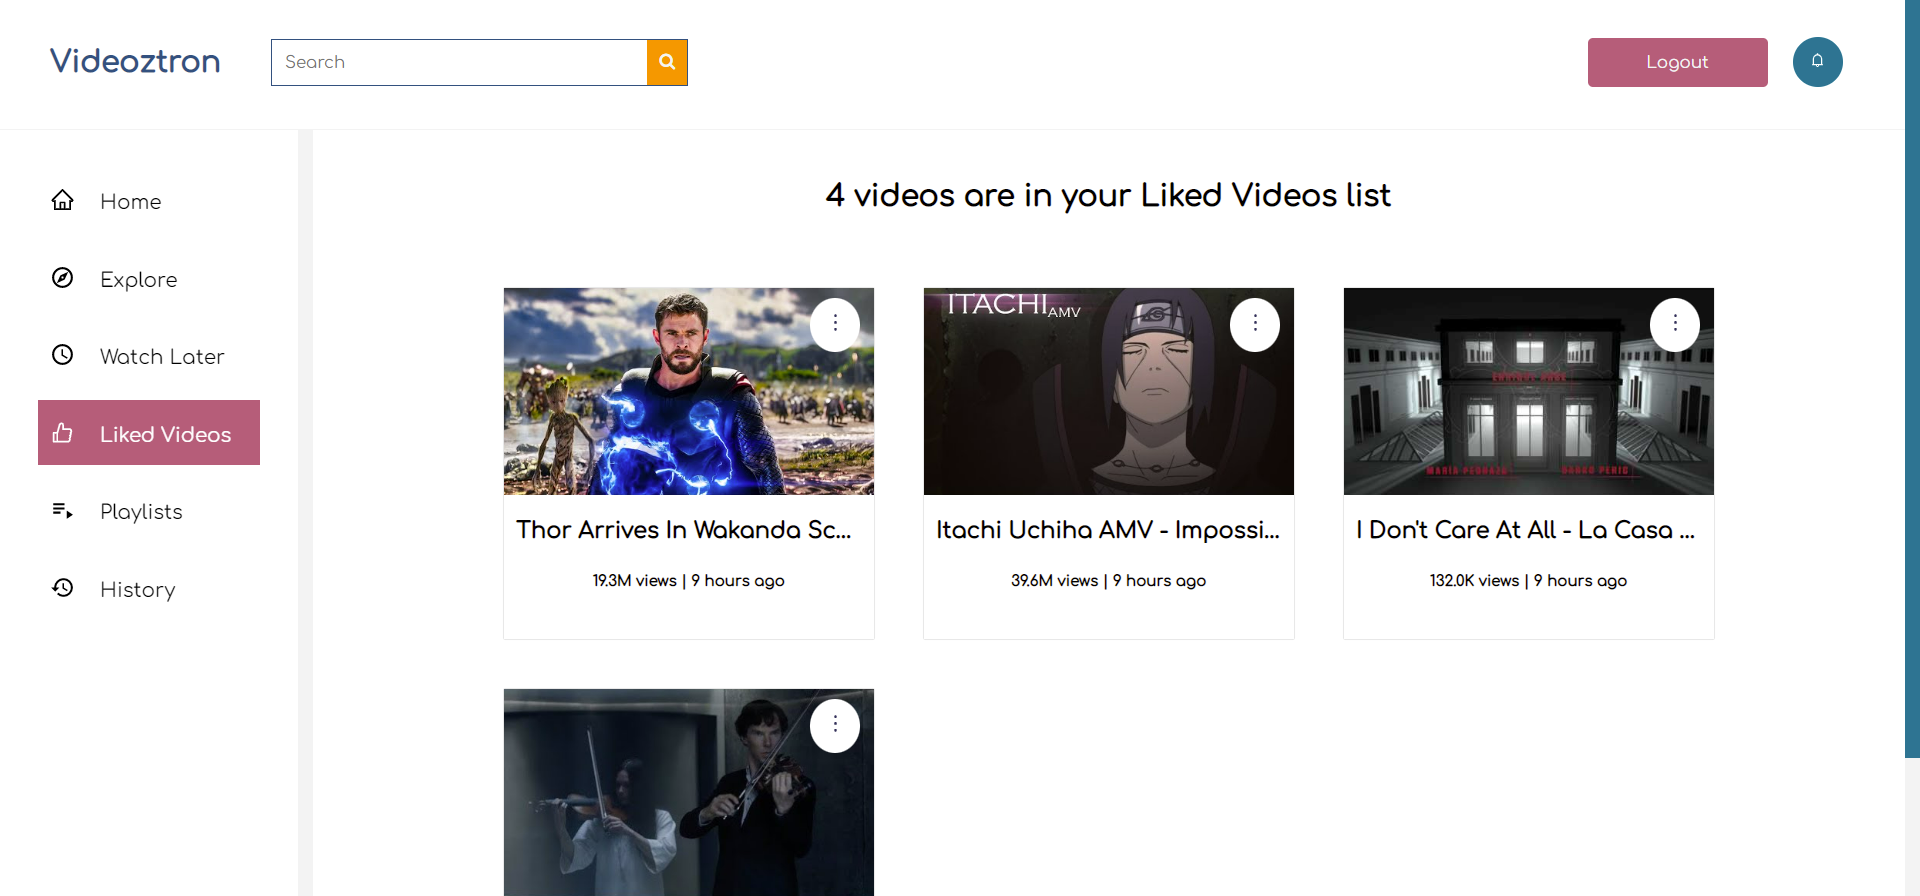 Videoztron
Search
Logout
Home
Explore
Watch Later
Liked Videos
Playlists
History
4 videos are in your Liked Videos list
ITACHI AMV
MARÍA PEDRAZA
Thor Arrives In Wakanda Sc...
Itachi Uchiha AMV - Impossi...
I Don't Care At All - La Casa ...
19.3M views | 9 hours ago
39.6M views | 9 hours ago
132.0K views | 9 hours ago